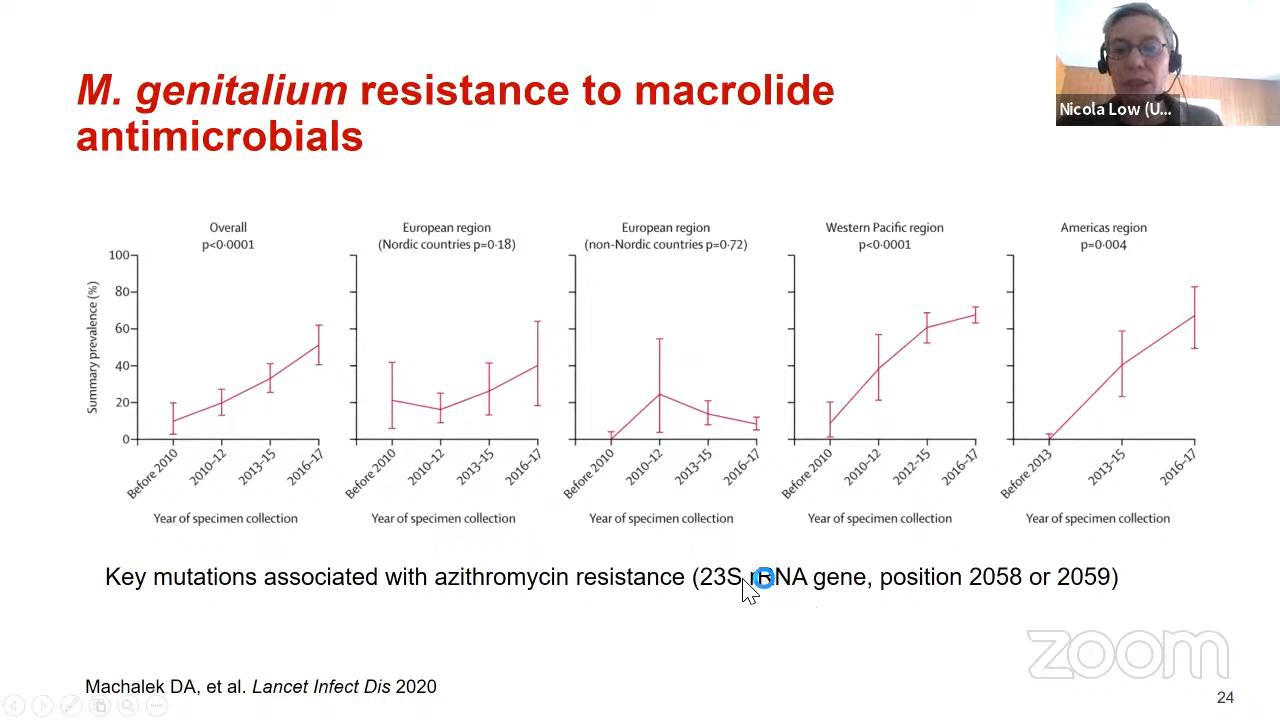 M. genitalium resistance to macrolide
antimicrobials
Nicola Low (U...
Overall
p<0·0001
European region
(Nordic countries p=0·18)
European region
(non-Nordic countries p=0·72)
Western Pacific region
p<0·0001
Americas region
p=0·004
Summary prevalence (%)
100
80
60
40
20
0
Before 2010
2010–12
2013–15
2016–17
Before 2010
2010–12
2013–15
2016–17
Before 2010
2010–12
2013–15
2016–17
Before 2010
2010–12
2012–15
2016–17
Before 2013
2013–15
2016–17
Year of specimen collection
Year of specimen collection
Year of specimen collection
Year of specimen collection
Year of specimen collection
Key mutations associated with azithromycin resistance (23S rRNA gene, position 2058 or 2059)
zoom
Machalek DA, et al. Lancet Infect Dis 2020
24